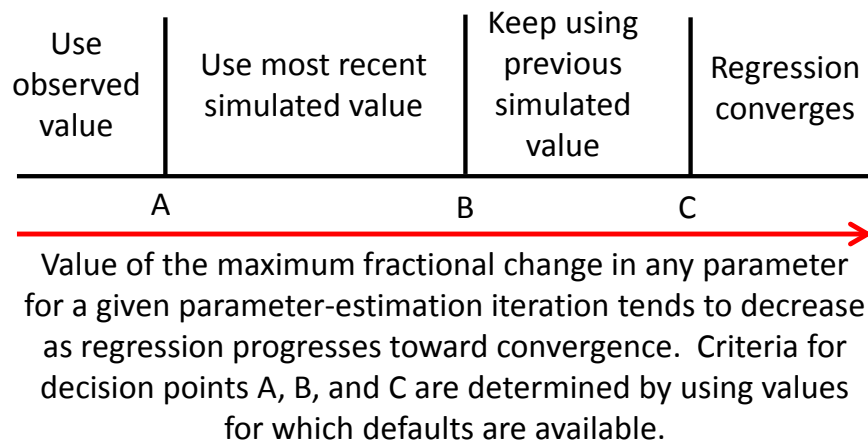 Use
observed
value
Use most recent
simulated value
Keep using
previous
simulated
value
Regression
converges
A
B
C
Value of the maximum fractional change in any parameter
for a given parameter-estimation iteration tends to decrease
as regression progresses toward convergence.  Criteria for
decision points A, B, and C are determined by using values
for which defaults are available.